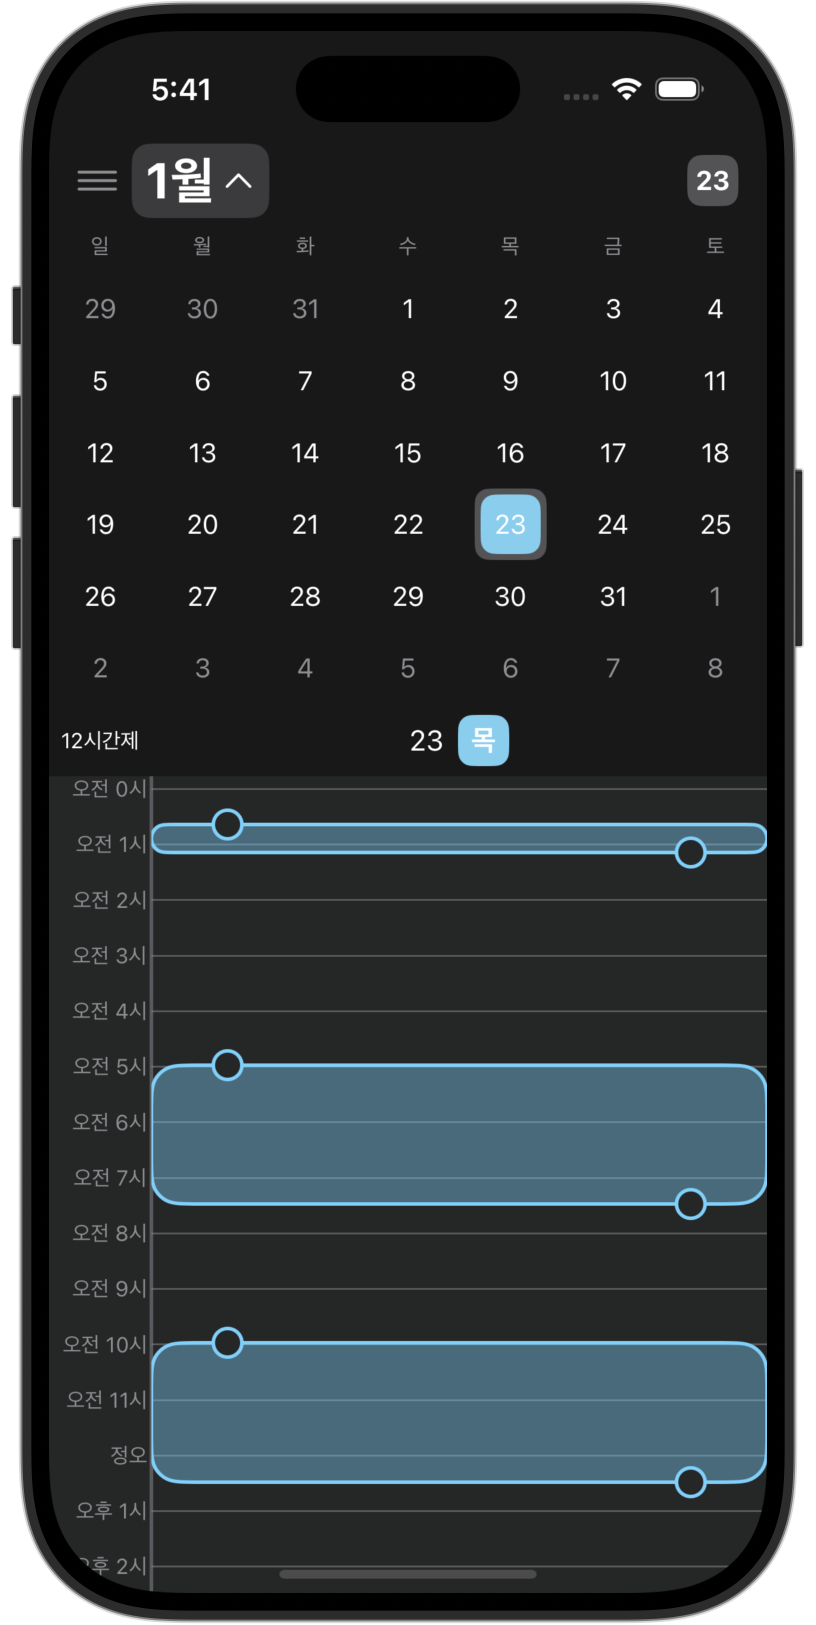 5:41
1월 23
일 월 화 수 목 금 토
29 30 31 1 2 3 4
5 6 7 8 9 10 11
12 13 14 15 16 17 18
19 20 21 22 23 24 25
26 27 28 29 30 31 1
2 3 4 5 6 7 8
12시간제 23 목
오전 0시
오전 1시
오전 2시
오전 3시
오전 4시
오전 5시
오전 6시
오전 7시
오전 8시
오전 9시
오전 10시
오전 11시
정오
오후 1시
오후 2시